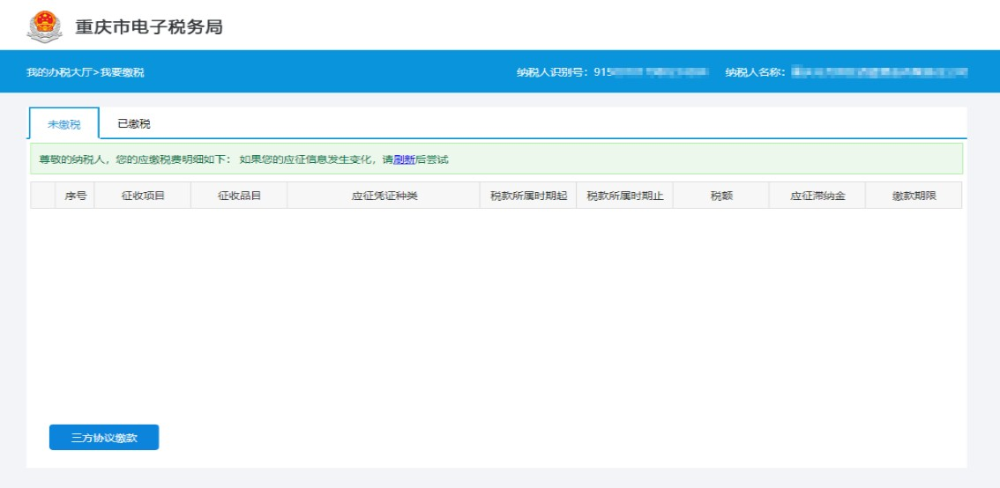 重庆市电子税务局
我的办税大厅>我要缴税 纳税人识别号：915 纳税人名称：
未缴税 已缴税
尊敬的纳税人，您的应缴税费明细如下： 如果您的应征信息发生变化，请刷新后尝试
序号 征收项目 征收品目 应征凭证种类 税款所属时期起 税款所属时期止 税额 应征滞纳金 缴款期限
三方协议缴款